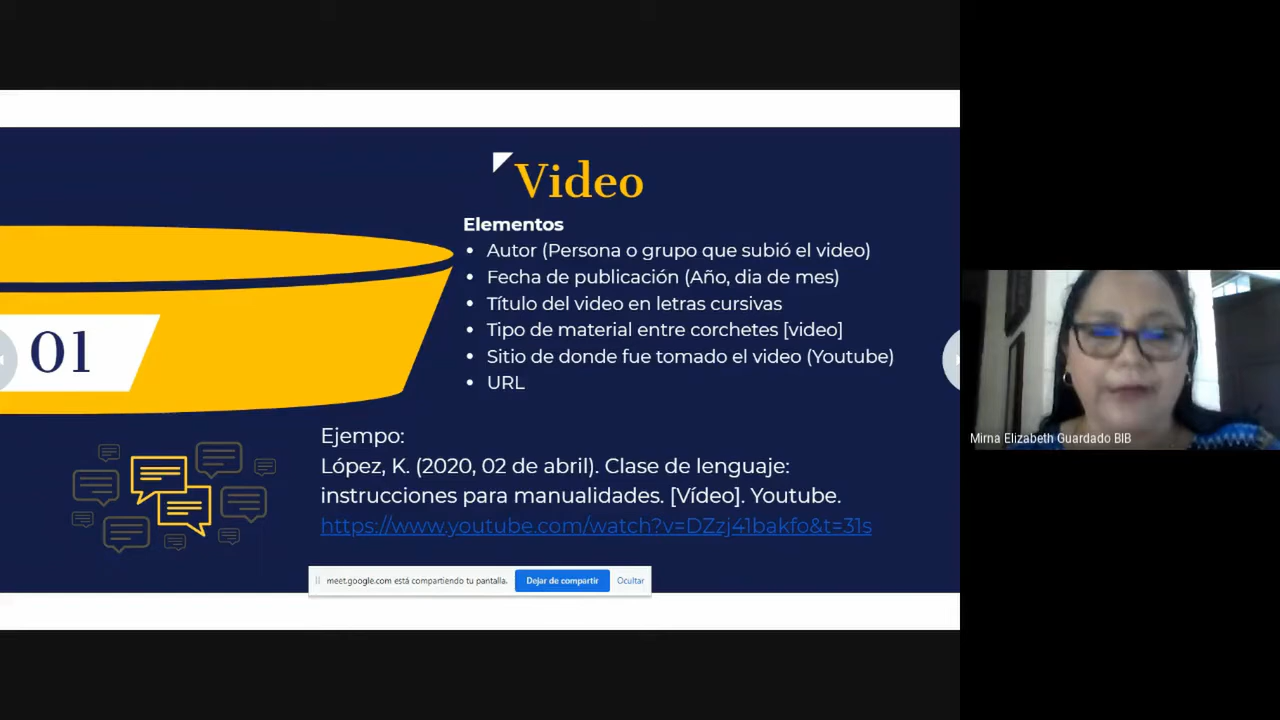 Video
Elementos
• Autor (Persona o grupo que subió el video)
• Fecha de publicación (Año, dia de mes)
• Título del video en letras cursivas
• Tipo de material entre corchetes [video]
• Sitio de donde fue tomado el video (Youtube)
• URL
01
Ejempo:
López, K. (2020, 02 de abril). Clase de lenguaje:
instrucciones para manualidades. [Vídeo]. Youtube.
https://www.youtube.com/watch?v=DZzj41bakfo&t=31s
meet.google.com está compartiendo tu pantalla.
Dejar de compartir
Ocultar
Mirna Elizabeth Guardado BIB